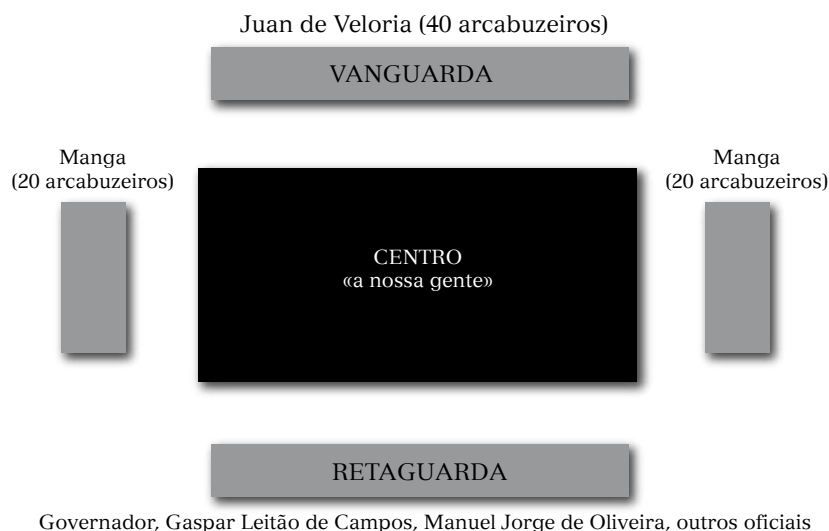 Juan de Veloria (40 arcabuzeiros)
VANGUARDA
Manga
(20 arcabuzeiros)
Manga
(20 arcabuzeiros)
CENTRO
«a nossa gente»
RETAGUARDA
Governador, Gaspar Leitão de Campos, Manuel Jorge de Oliveira, outros oficiais